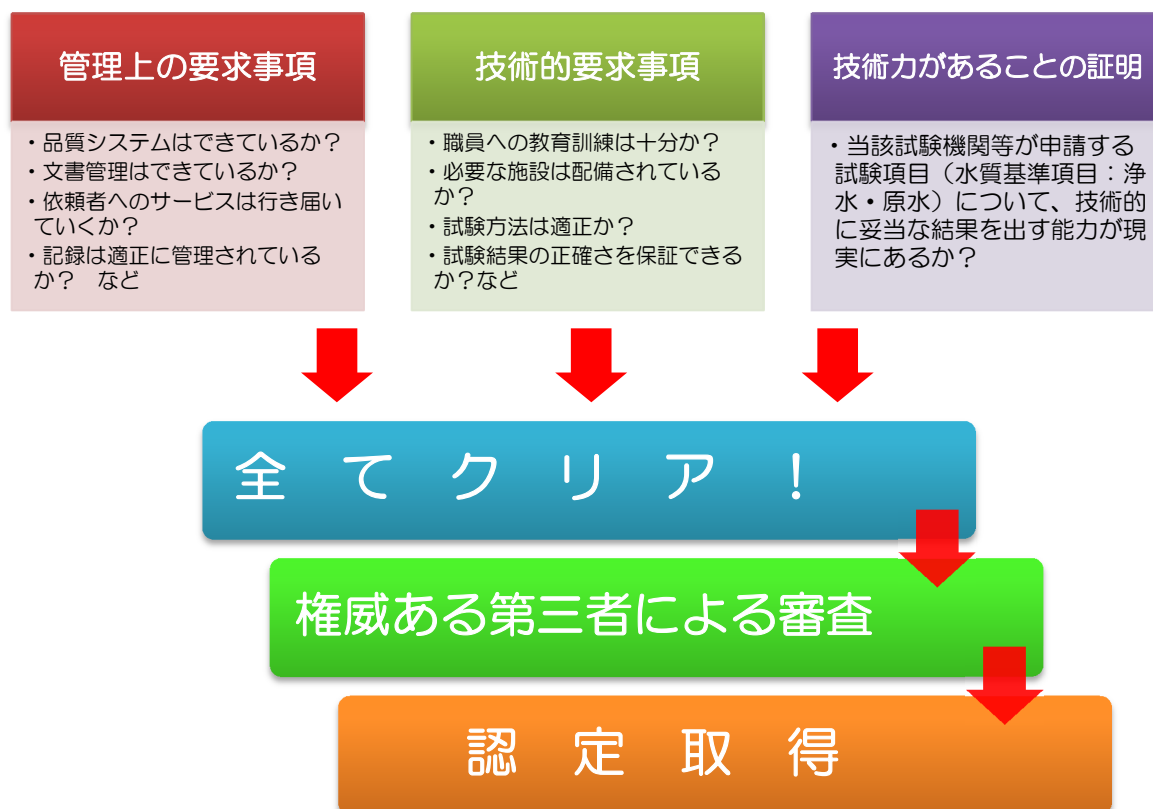 管理上の要求事項
・品質システムはできているか？
・文書管理はできているか？
・依頼者へのサービスは行き届い
ていくか？
・記録は適正に管理されている
か？　など
技術的要求事項
・職員への教育訓練は十分か？
・必要な施設は配備されている
か？
・試験方法は適正か？
・試験結果の正確さを保証できる
か？など
技術力があることの証明
・当該試験機関等が申請する
試験項目（水質基準項目：浄
水・原水）について、技術的
に妥当な結果を出す能力が現
実にあるか？
全 て ク リ ア ！
権威ある第三者による審査
認 定 取 得